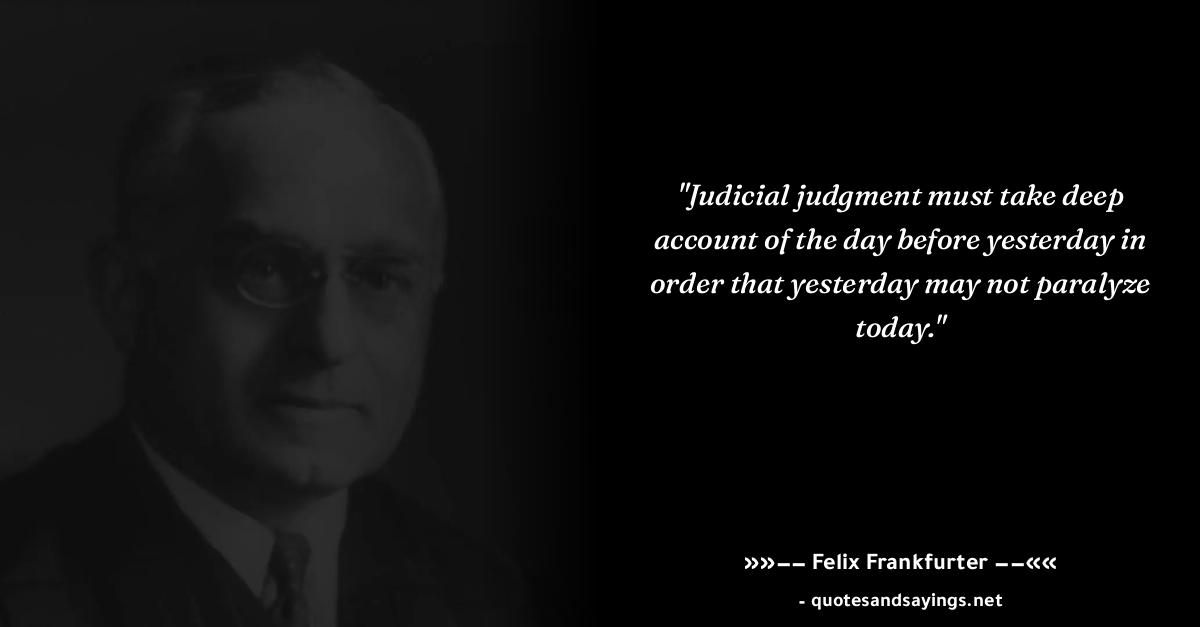 "Judicial judgment must take deep
account of the day before yesterday in
order that yesterday may not paralyze
today."
»»−− Felix Frankfurter −−««
- quotesandsayings.net